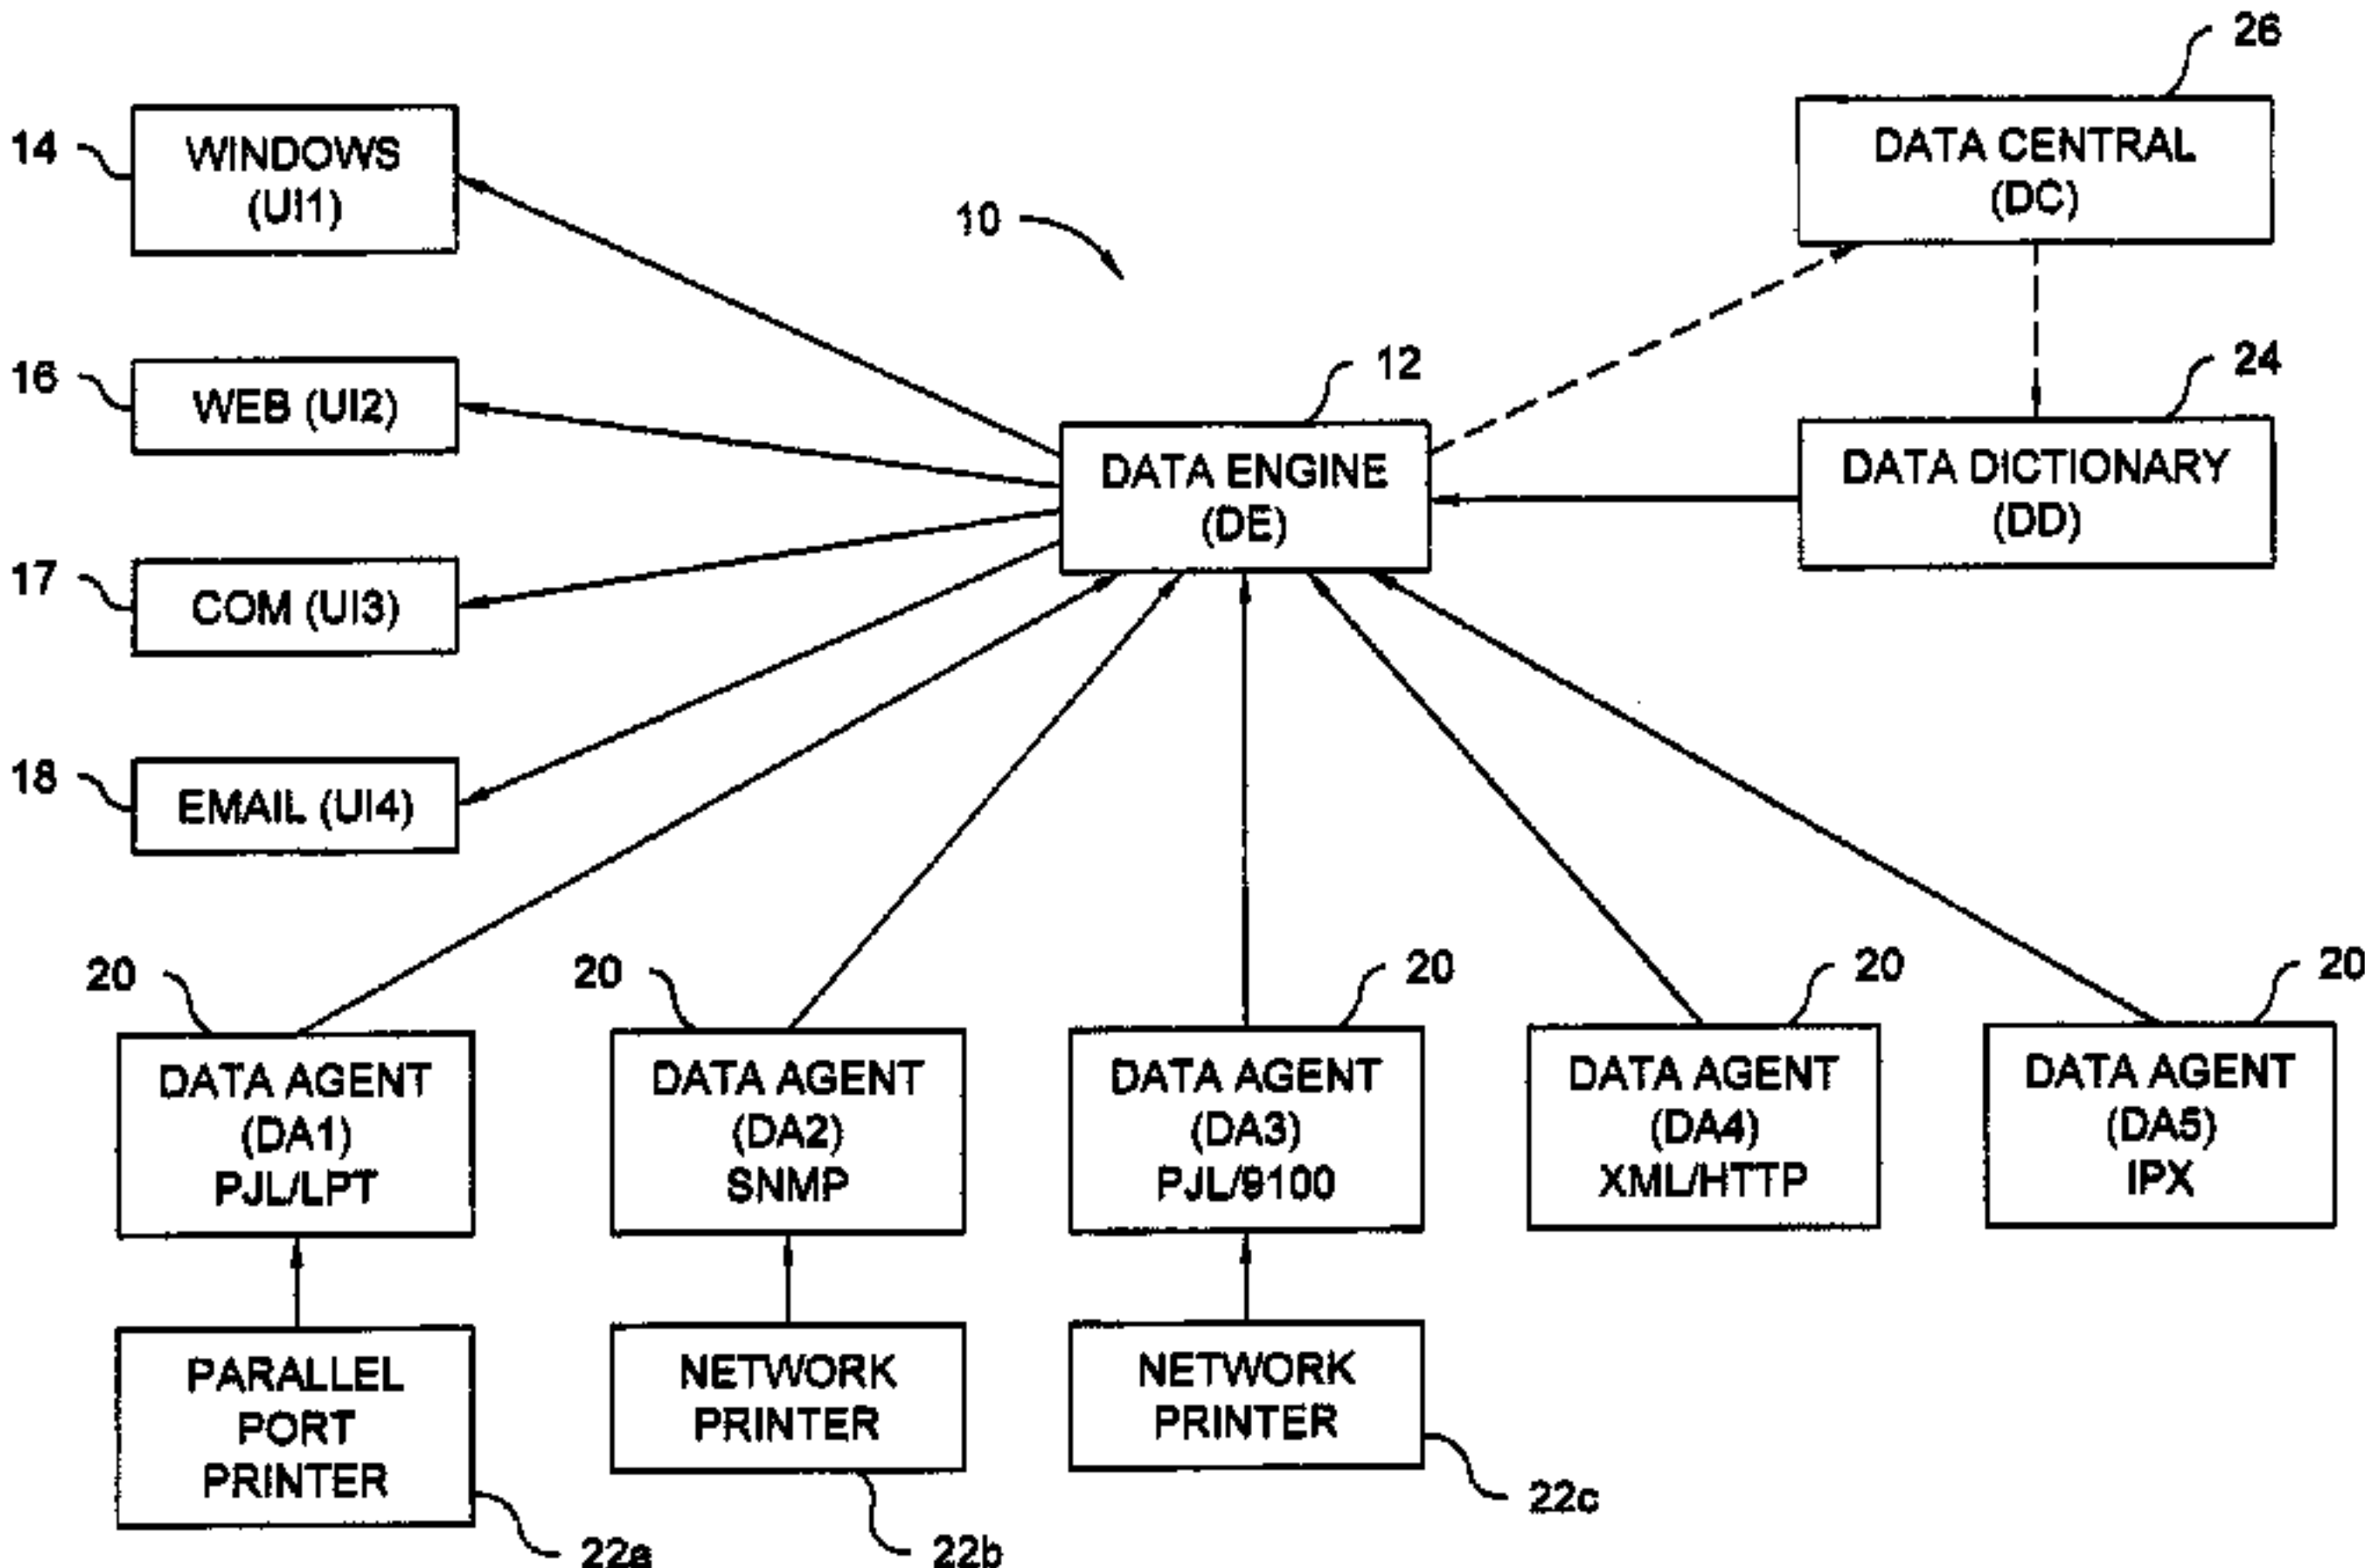 26
14
WINDOWS
(UI1)
DATA CENTRAL
(DC)
10
16
WEB (UI2)
12
24
DATA ENGINE
(DE)
DATA DICTIONARY
(DD)
17
COM (UI3)
18
EMAIL (UI4)
20
20
20
20
20
DATA AGENT
(DA1)
PJL/LPT
DATA AGENT
(DA2)
SNMP
DATA AGENT
(DA3)
PJL/9100
DATA AGENT
(DA4)
XML/HTTP
DATA AGENT
(DA5)
IPX
PARALLEL
PORT
PRINTER
NETWORK
PRINTER
NETWORK
PRINTER
22a
22b
22c